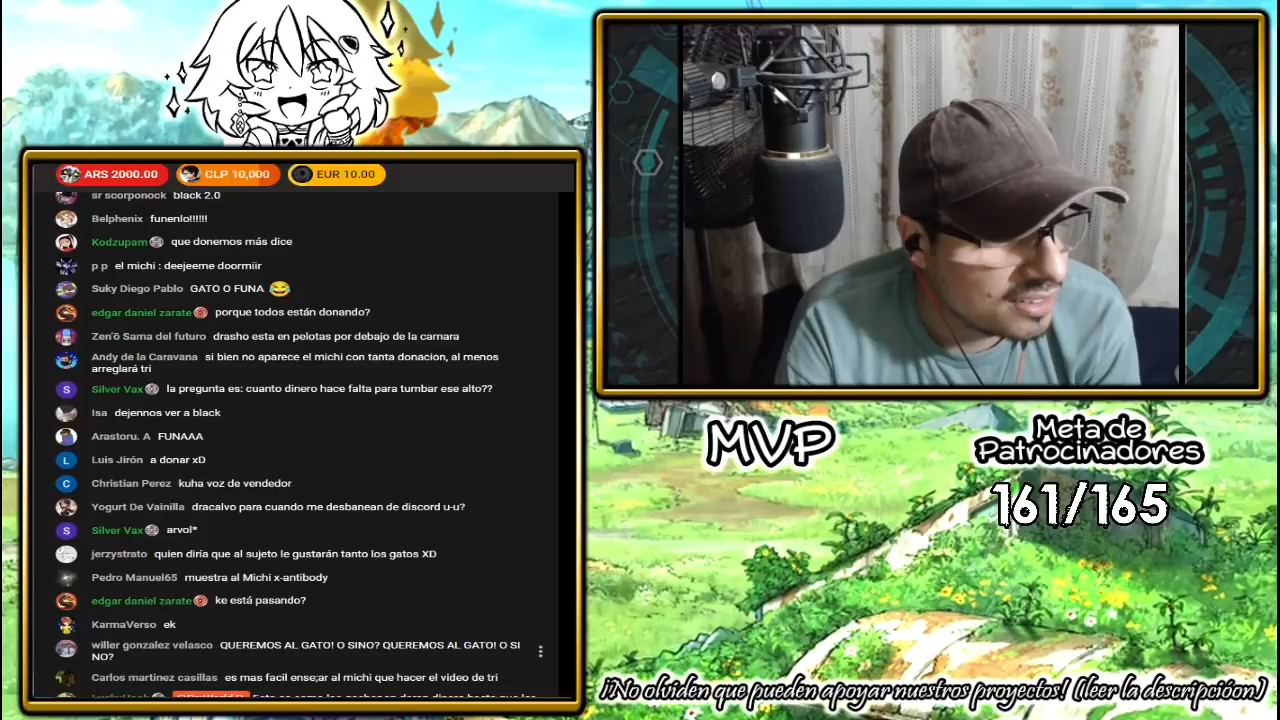 ARS 2000.00 CLP 10,000 EUR 10.00
sr scorponock black 2.0
Belphenix funenlo!!!!!!
Kodzupam que donemos más dice
p p el michi : deejeeme doormiir
Suky Diego Pablo GATO O FUNA 😂
edgar daniel zarate porque todos están donando?
Zen'ō Sama del futuro drasho esta en pelotas por debajo de la camara
Andy de la Caravana si bien no aparece el michi con tanta donacion, al menos
arreglará tri
S Silver Vax la pregunta es: cuanto dinero hace falta para tumbar ese alto??
Isa dejennos ver a black
Arastoru. A FUNAAA
L Luis Jirón a donar xD
C Christian Perez kuha voz de vendedor
Yogurt De Vainilla dracalvo para cuando me desbanean de discord u-u?
S Silver Vax arvol*
jerzystrato quien diría que al sujeto le gustarán tanto los gatos XD
Pedro Manuel65 muestra al Michi x-antibody
edgar daniel zarate ke está pasando?
KarmaVerso ek
willer gonzalez velasco QUEREMOS AL GATO! O SINO? QUEREMOS AL GATO! O SI
NO?
Carlos martinez casillas es mas facil ense;ar al michi que hacer el video de tri
MVP
Meta de
Patrocinadores
161/165
¡No olviden que pueden apoyar nuestros proyectos! (leer la descripcióon)